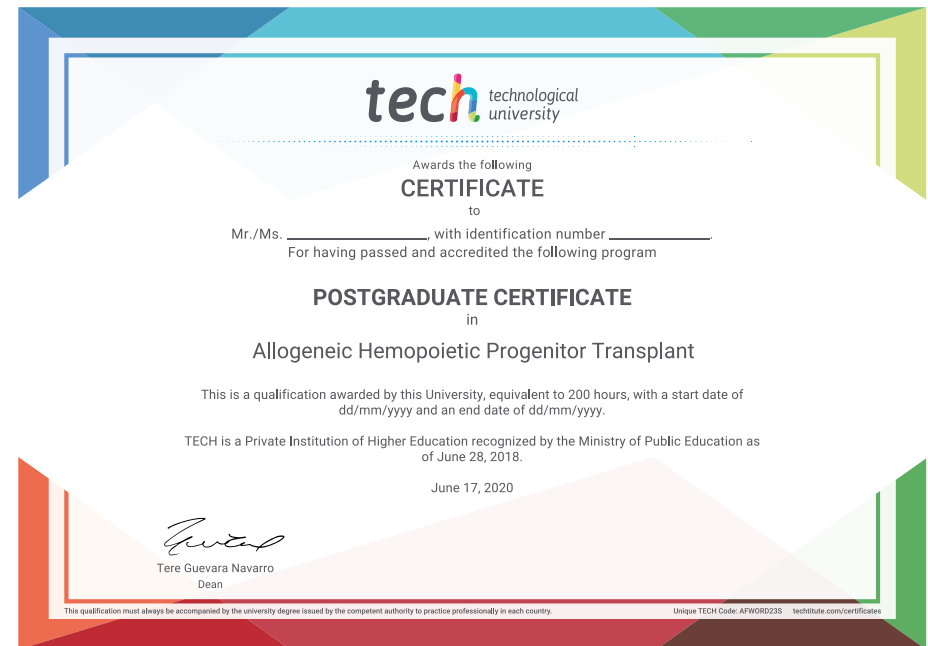 tech technological
university
Awards the following
CERTIFICATE
to
Mr./Ms. ____________________, with identification number ______________.
For having passed and accredited the following program
POSTGRADUATE CERTIFICATE
in
Allogeneic Hemopoietic Progenitor Transplant
This is a qualification awarded by this University, equivalent to 200 hours, with a start date of
dd/mm/yyyy and an end date of dd/mm/yyyy.
TECH is a Private Institution of Higher Education recognized by the Ministry of Public Education as
of June 28, 2018.
June 17, 2020
Tere Guevara Navarro
Dean
This qualification must always be accompanied by the university degree issued by the competent authority to practice professionally in each country.
Unique TECH Code: AFWORD23S techtitute.com/certificates